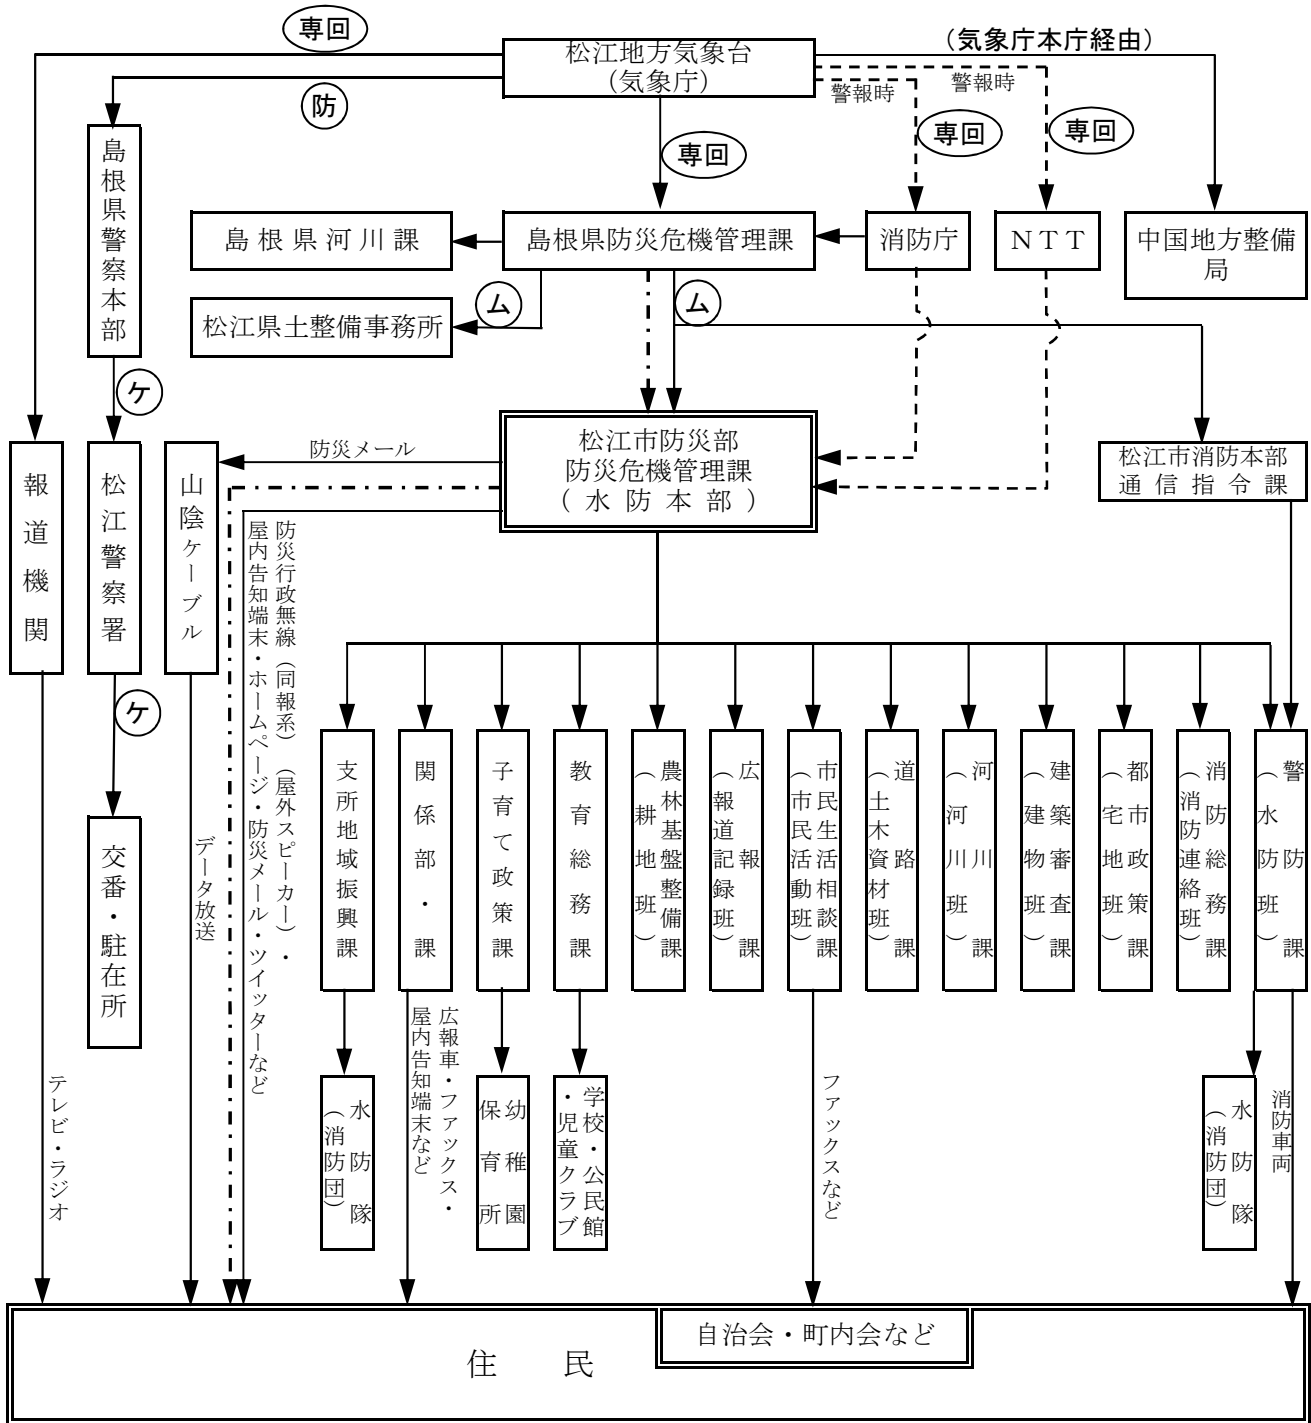 専回
松江地方気象台
(気象庁)
(気象庁本庁経由)
警報時
警報時
防
専回
専回
専回
島根県警察本部
島根県河川課
島根県防災危機管理課
消防庁
NTT
中国地方整備
局
ム
ム
松江県土整備事務所
ケ
報道機関
松江警察署
山陰ケーブル
防災メール
松江市防災部
防災危機管理課
(水防本部)
松江市消防本部
通信指令課
防災行政無線(同報系)(屋外スピーカー)・
屋内告知端末・ホームページ・防災メール・ツイッターなど
ケ
交番・駐在所
データ放送
テレビ・ラジオ
支所地域振興課
関係部・課
子育て政策課
教育総務課
農林基盤整備課
(耕地班)
広報課
(報道記録班)
市民生活相談課
(市民活動班)
道路課
(土木資材班)
河川課
(河川班)
建築審査課
(建物班)
都市政策課
(宅地班)
消防総務課
(消防連絡班)
警防課
(水防班)
水防隊
(消防団)
広報車・ファックス・
屋内告知端末など
幼稚園
保育所
学校・公民館
・児童クラブ
ファックスなど
水防隊
(消防団)
消防車両
自治会・町内会など
住民